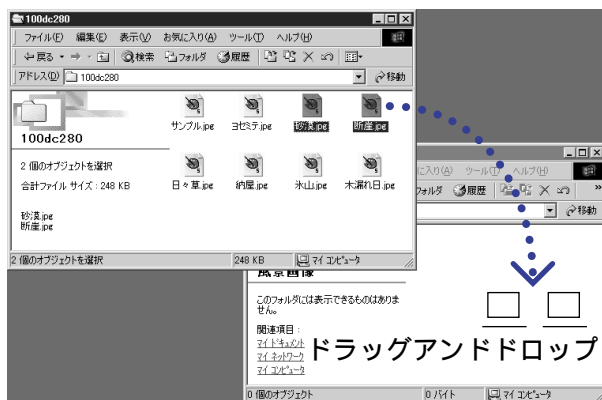 100dc280
ファイル(F) 編集(E) 表示(V) お気に入り(A) ツール(T) ヘルプ(H)
戻る 検索 フォルダ 履歴
アドレス(D) 100dc280 移動
100dc280
2 個のオブジェクトを選択
合計ファイル サイズ : 248 KB
砂漠.jpe
断崖.jpe
サンプル.jpe ヨセミテ.jpe 砂漠.jpe 断崖.jpe
日々草.jpe 納屋.jpe 氷山.jpe 木漏れ日.jpe
2 個のオブジェクトを選択 248 KB マイ コンピュータ
に入り(A) ツール(T) ヘルプ(H)
フォルダ 履歴 »
移動
風景画像
このフォルダには表示できるものはありま
せん。
関連項目 :
マイ ドキュメント
マイ ネットワーク
マイ コンピュータ
ドラッグアンドドロップ
0 個のオブジェクト 0 バイト マイ コンピュータ